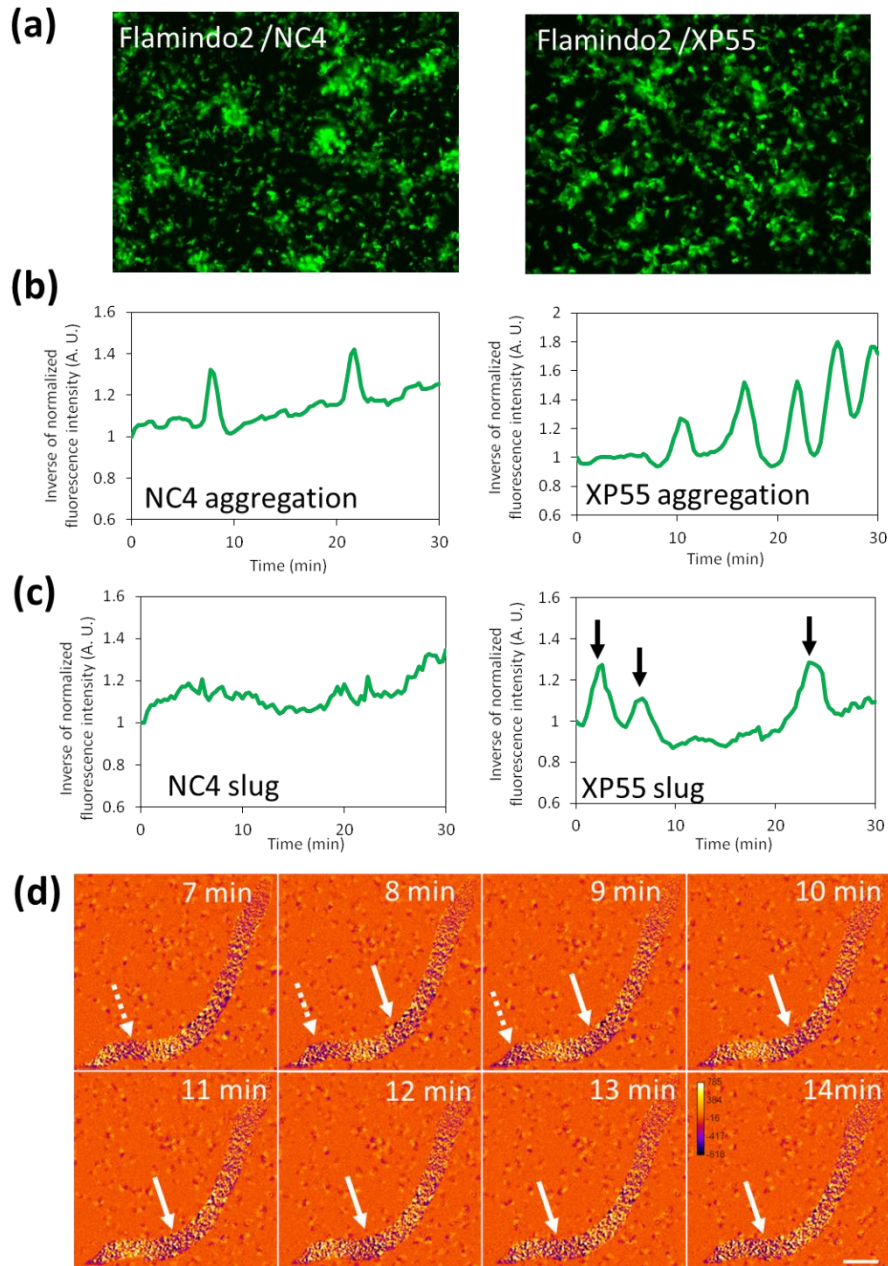 (a)
Flamindo2 /NC4
Flamindo2 /XP55
(b)
Inverse of normalized
fluorescence intensity (A. U.)
1.6
1.4
1.2
1
0.8
0.6
0
10
20
30
Time (min)
NC4 aggregation
Inverse of normalized
fluorescence intensity (A. U.)
2
1.8
1.6
1.4
1.2
1
0.8
0.6
0
10
20
30
Time (min)
XP55 aggregation
(c)
Inverse of normalized
fluorescence intensity (A. U.)
1.6
1.4
1.2
1
0.8
0.6
0
10
20
30
Time (min)
NC4 slug
Inverse of normalized
fluorescence intensity (A. U.)
1.6
1.4
1.2
1
0.8
0.6
0
10
20
30
Time (min)
XP55 slug
(d)
7 min
8 min
9 min
10 min
11 min
12 min
13 min
14min
785
384
-16
-417
-818